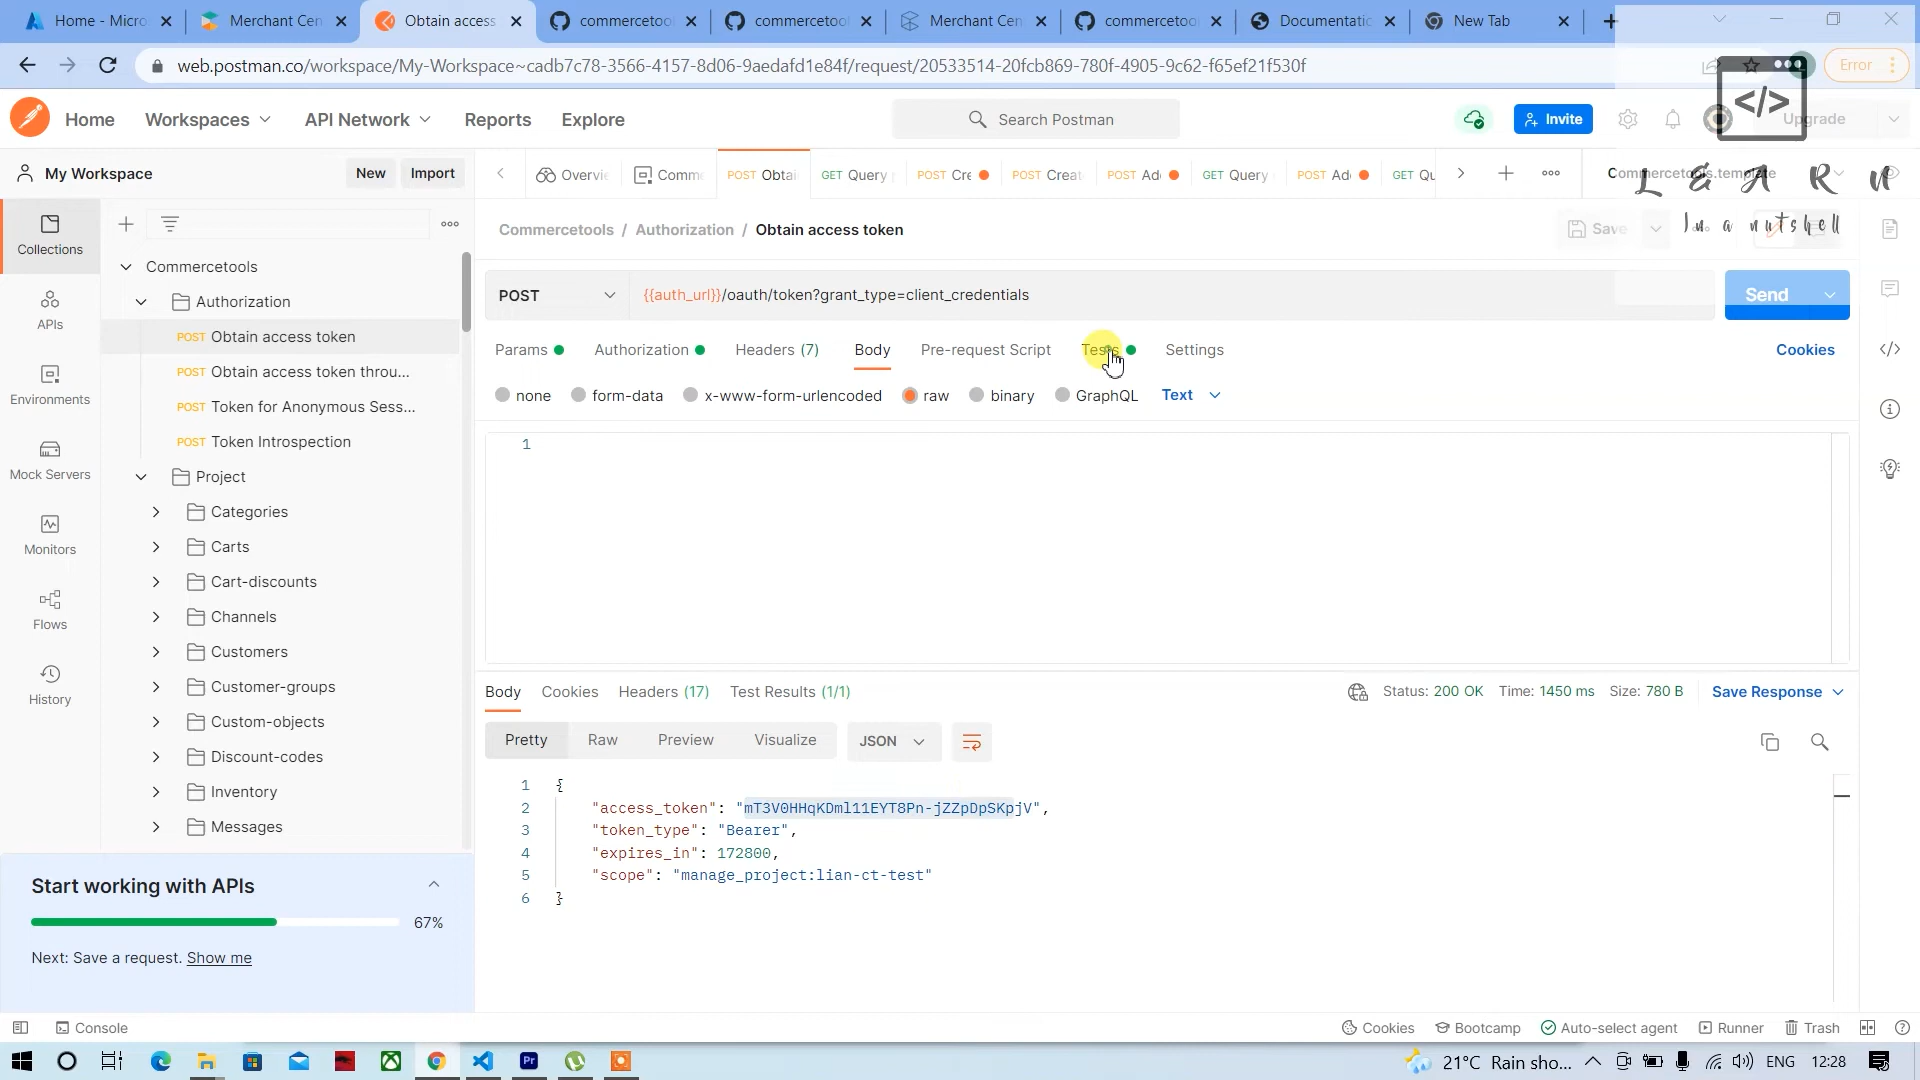 Home - Micro
Merchant Cen
Obtain access
commercetool
commercetool
Merchant Cen
commercetoo
Documentatic
New Tab
web.postman.co/workspace/My-Workspace~cadb7c78-3566-4157-8d06-9aedafd1e84f/request/20533514-20fcb869-780f-4905-9c62-f65ef21f530f
Error
Home
Workspaces
API Network
Reports
Explore
Search Postman
Invite
Upgrade
</>
L E A R n
In a nutshell
My Workspace
New
Import
Overvie
Comme
POST Obtai
GET Query
POST Cre
POST Creat
POST Ad
GET Query
POST Ad
GET Qu
Commercetools.template
Collections
APIs
Environments
Mock Servers
Monitors
Flows
History
Commercetools
Authorization
POST Obtain access token
POST Obtain access token throu...
POST Token for Anonymous Sess...
POST Token Introspection
Project
Categories
Carts
Cart-discounts
Channels
Customers
Customer-groups
Custom-objects
Discount-codes
Inventory
Messages
Start working with APIs
67%
Next: Save a request. Show me
Commercetools / Authorization / Obtain access token
Save
POST
{{auth_url}}/oauth/token?grant_type=client_credentials
Send
Params
Authorization
Headers (7)
Body
Pre-request Script
Tests
Settings
Cookies
none
form-data
x-www-form-urlencoded
raw
binary
GraphQL
Text
1
Body
Cookies
Headers (17)
Test Results (1/1)
Status: 200 OK
Time: 1450 ms
Size: 780 B
Save Response
Pretty
Raw
Preview
Visualize
JSON
1 {
2 "access_token": "mT3V0HHqKDml11EYT8Pn-jZZpDpSKpjV",
3 "token_type": "Bearer",
4 "expires_in": 172800,
5 "scope": "manage_project:lian-ct-test"
6 }
Console
Cookies
Bootcamp
Auto-select agent
Runner
Trash
21°C Rain sho...
ENG
12:28